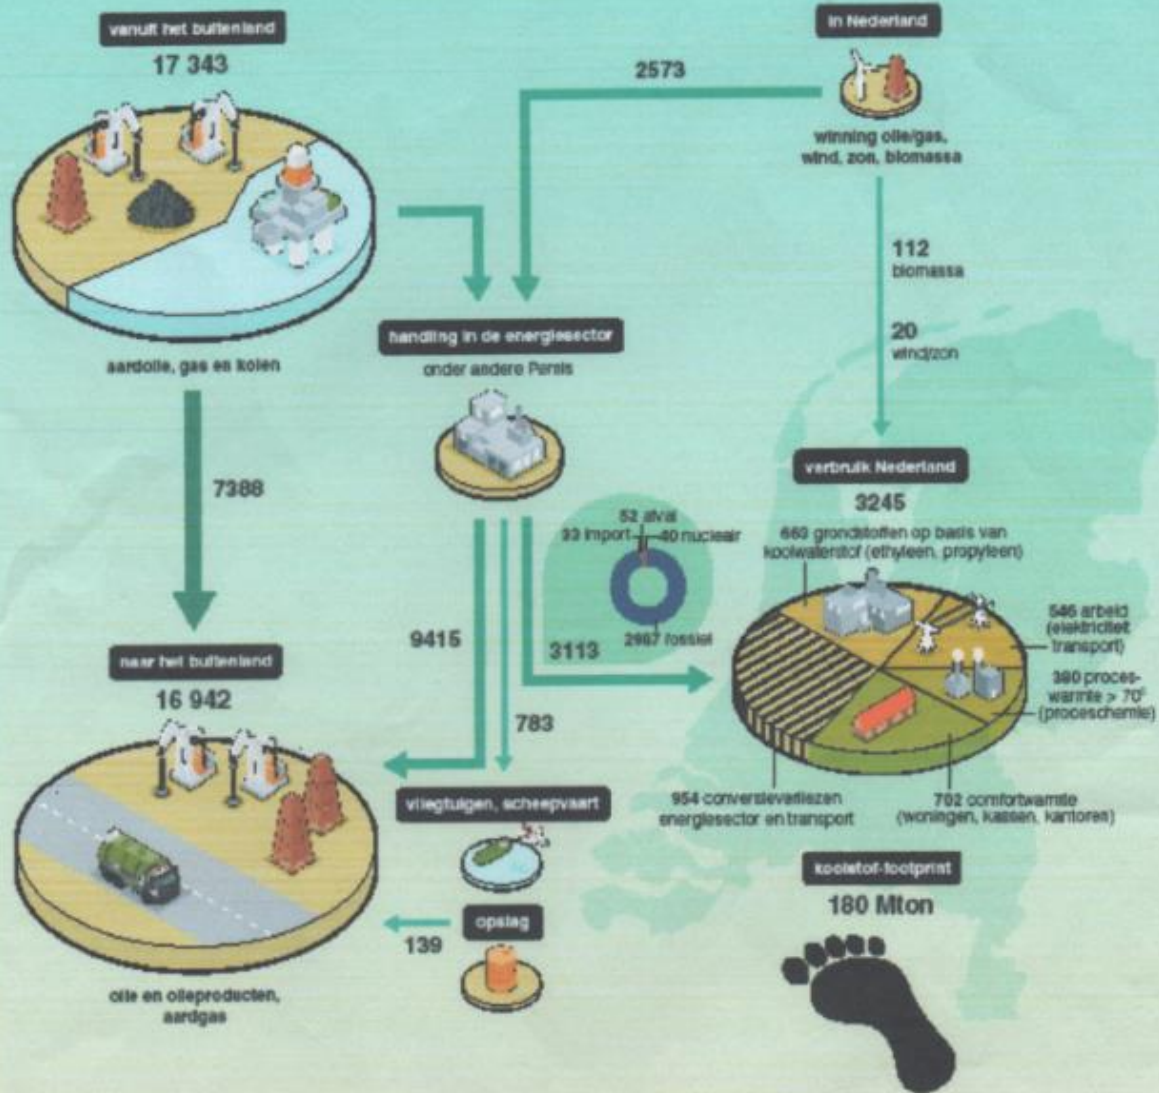 vanuit het buitenland
17 343
aardolie, gas en kolen
in Nederland
winning olie/gas,
wind, zon, biomassa
2573
112
biomassa
20
wind/zon
handling in de energiesector
onder andere Pernis
7388
verbruik Nederland
3245
52 afval
33 import
40 nucleair
2987 fossiel
660 grondstoffen op basis van
koolwaterstof (ethyleen, propyleen)
546 arbeid
(elektriciteit
transport)
380 proces-
warmte > 70°
(proceschemie)
702 comfortwarmte
(woningen, kassen, kantoren)
954 conversieverliezen
energiesector en transport
9415
3113
783
naar het buitenland
16 942
olie en olieproducten,
aardgas
vliegtuigen, scheepvaart
opslag
139
koolstof-footprint
180 Mton